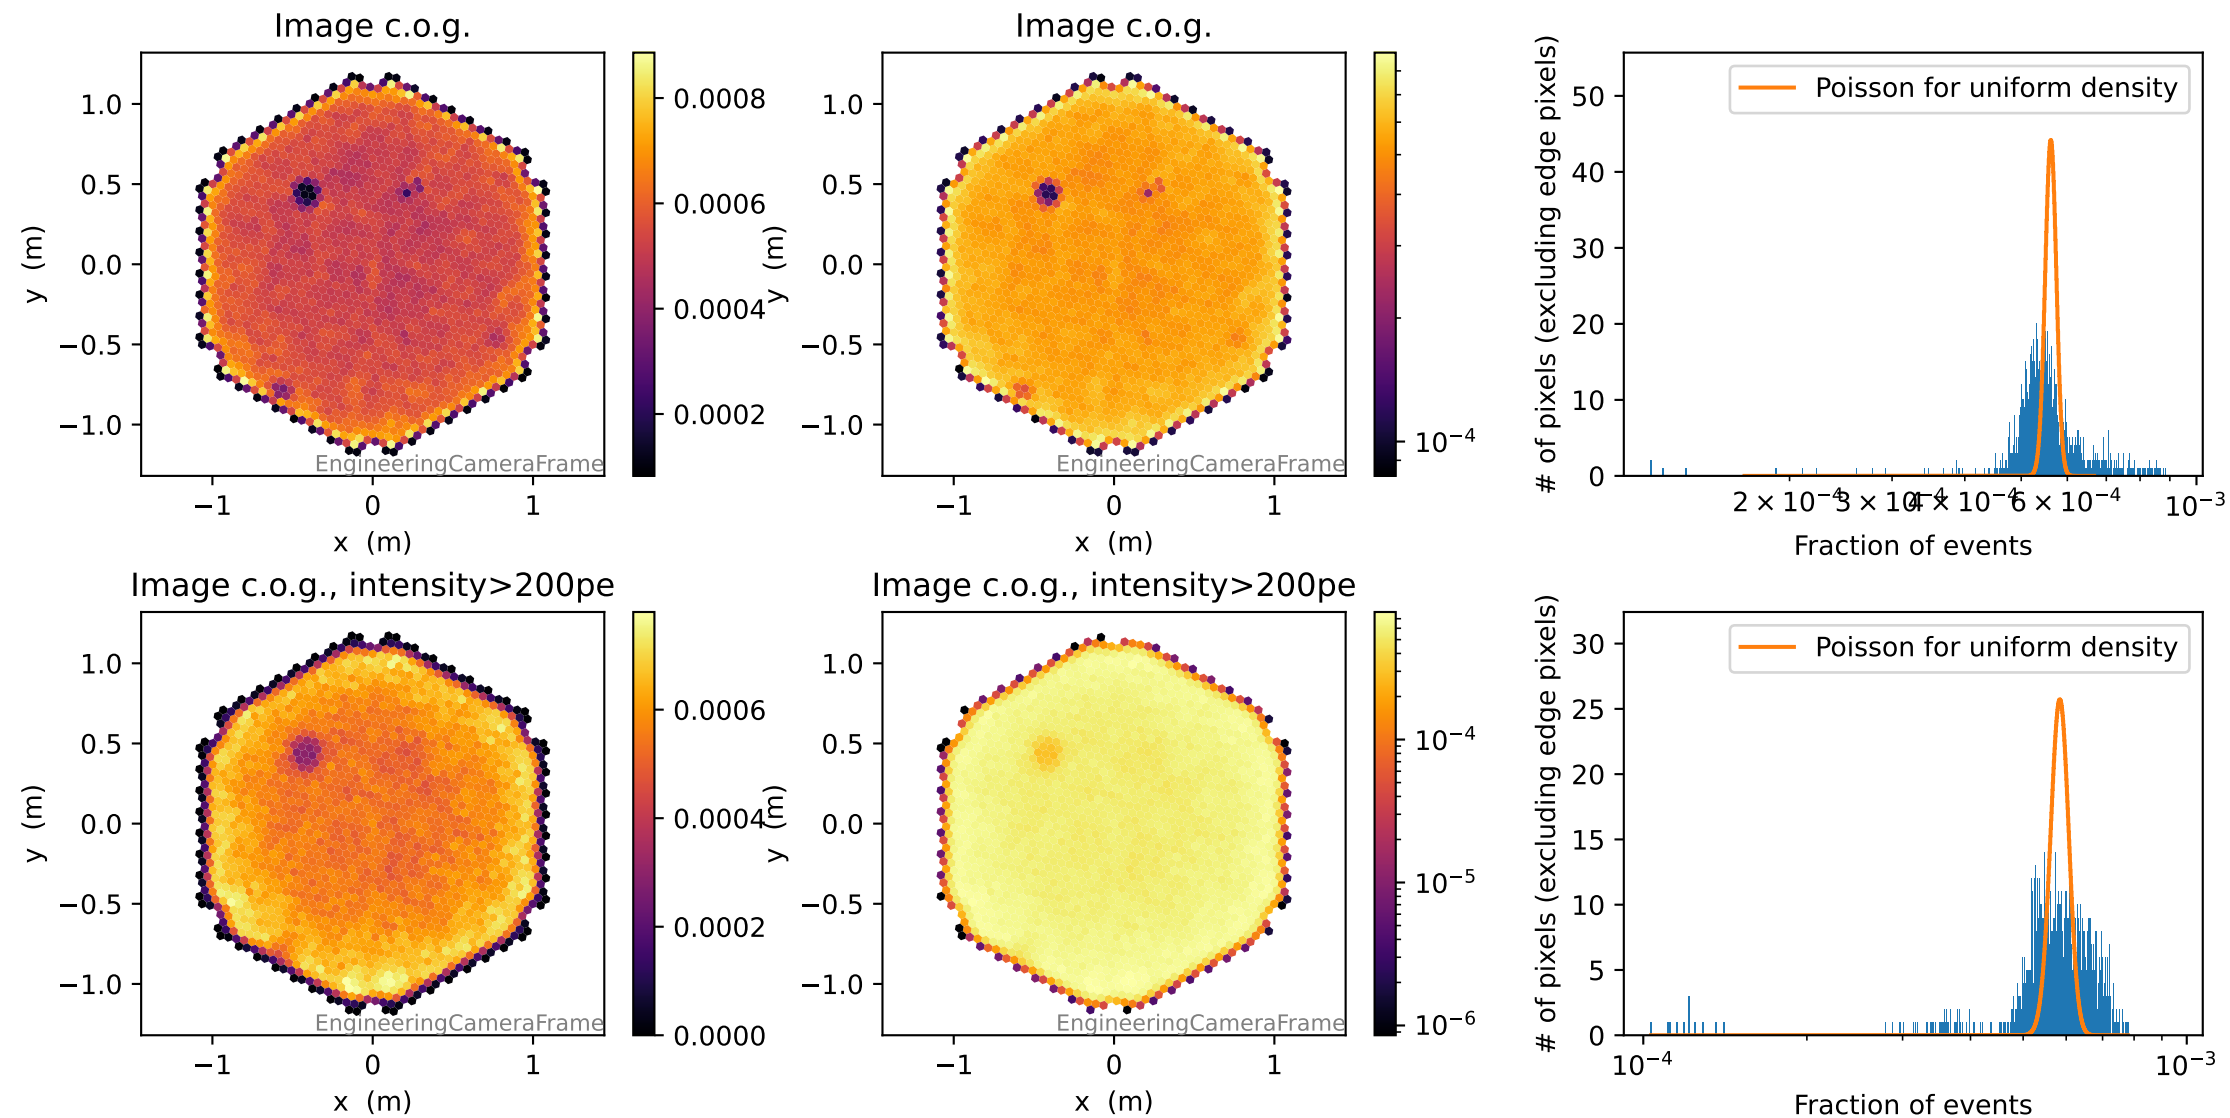 Image c.o.g.
1.0
0.5
0.0
−0.5
−1.0
y (m)
−1
0
1
x (m)
EngineeringCameraFrame
0.0008
0.0006
0.0004
0.0002
Image c.o.g.
1.0
0.5
0.0
−0.5
−1.0
y (m)
−1
0
1
x (m)
EngineeringCameraFrame
10⁻⁴
Poisson for uniform density
# of pixels (excluding edge pixels)
50
40
30
20
10
0
2 × 10⁻⁴
3 × 10⁻⁴
4 × 10⁻⁴
6 × 10⁻⁴
10⁻³
Fraction of events
Image c.o.g., intensity>200pe
1.0
0.5
0.0
−0.5
−1.0
y (m)
−1
0
1
x (m)
EngineeringCameraFrame
0.0006
0.0004
0.0002
0.0000
Image c.o.g., intensity>200pe
1.0
0.5
0.0
−0.5
−1.0
y (m)
−1
0
1
x (m)
EngineeringCameraFrame
10⁻⁴
10⁻⁵
10⁻⁶
Poisson for uniform density
# of pixels (excluding edge pixels)
30
25
20
15
10
5
0
10⁻⁴
10⁻³
Fraction of events